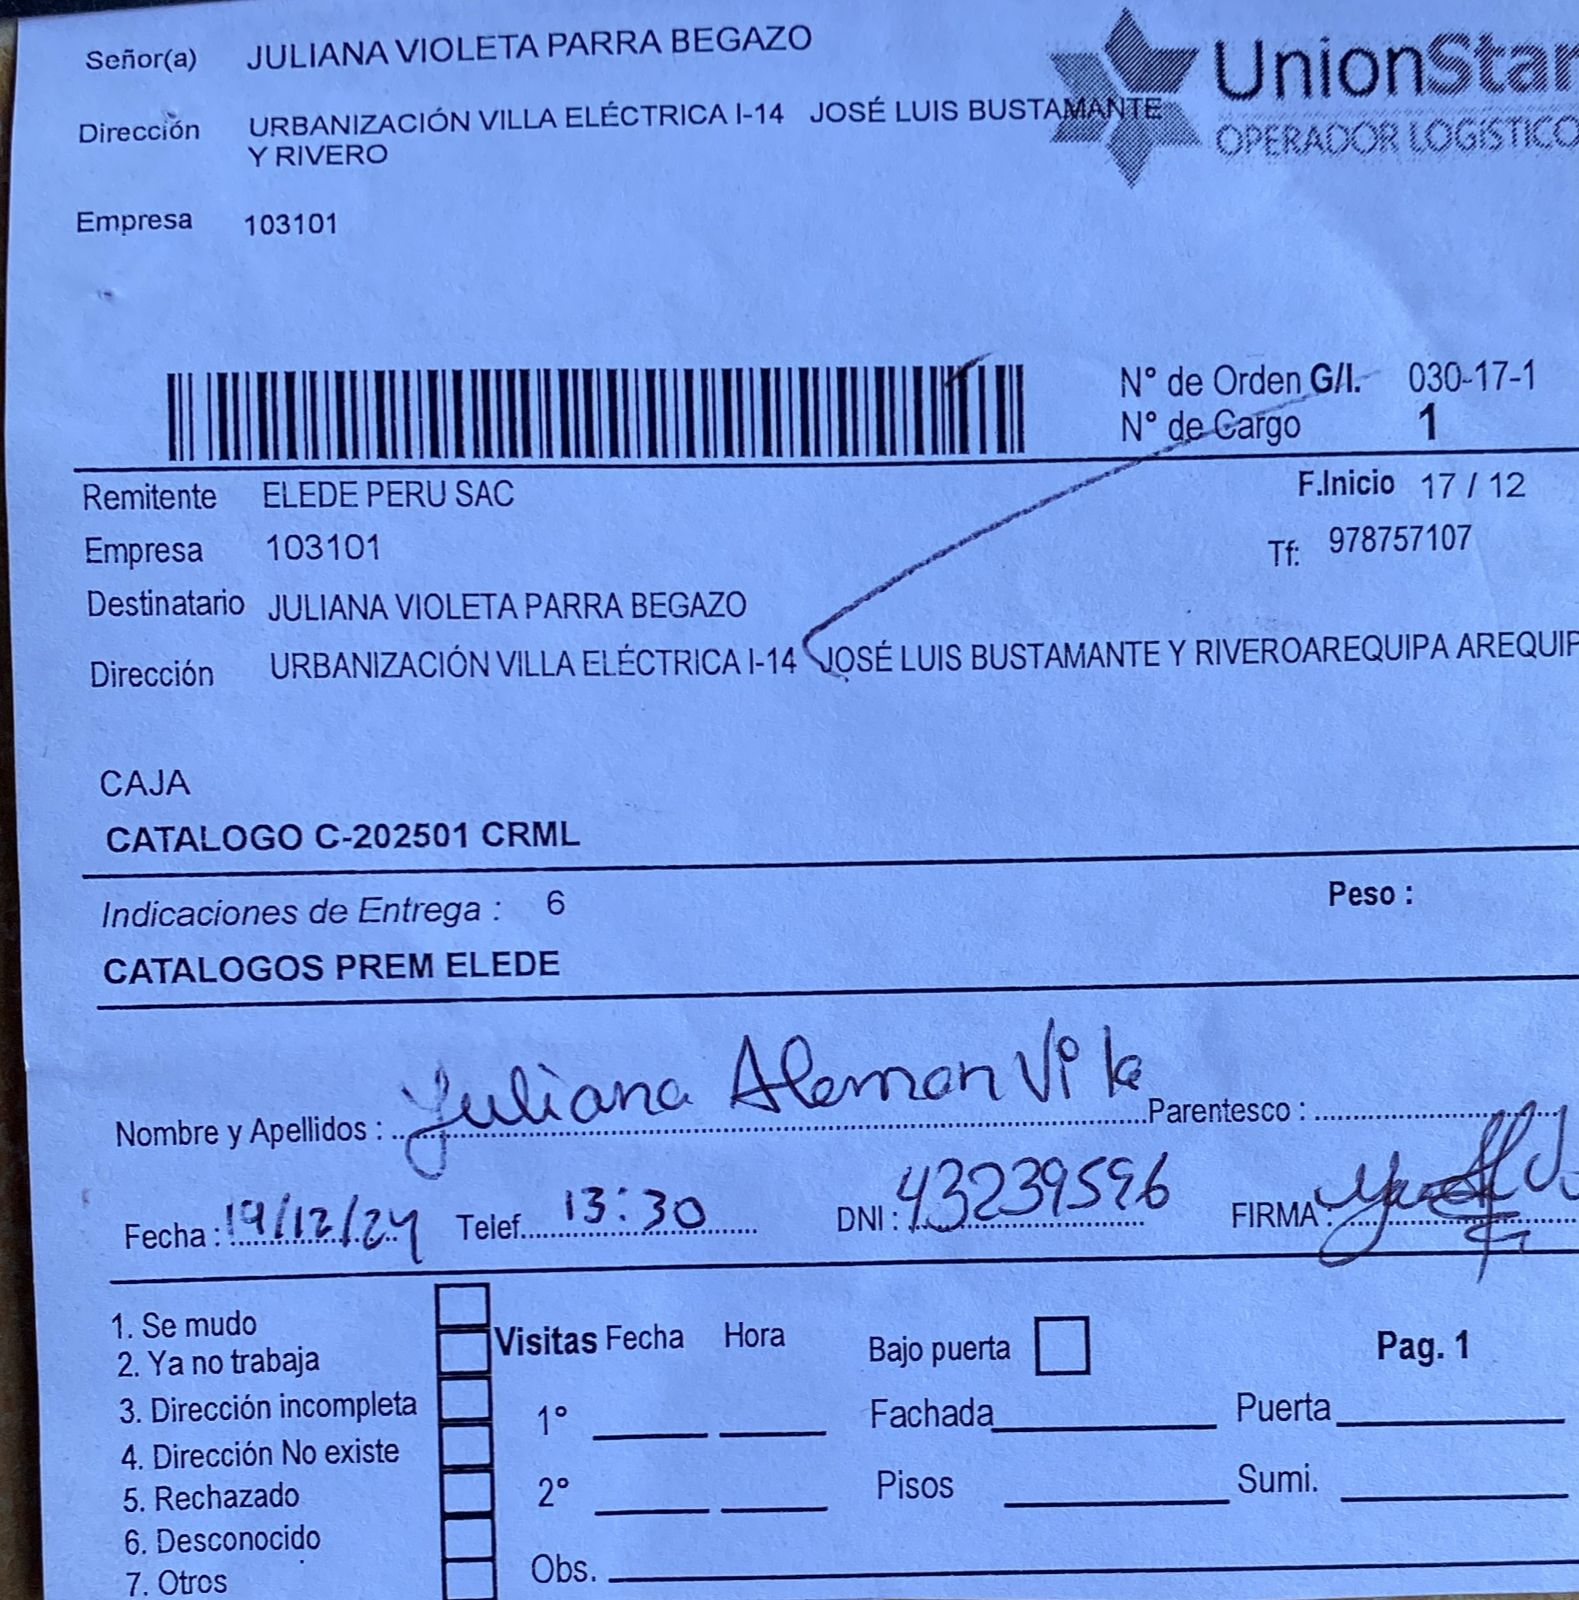 Señor(a) JULIANA VIOLETA PARRA BEGAZO
UnionStar
OPERADOR LOGÍSTICO
Dirección URBANIZACIÓN VILLA ELÉCTRICA I-14 JOSÉ LUIS BUSTAMANTE
Y RIVERO
Empresa 103101
N° de Orden G/I. 030-17-1
N° de Cargo 1
Remitente ELEDE PERU SAC F.Inicio 17 / 12
Empresa 103101 Tf: 978757107
Destinatario JULIANA VIOLETA PARRA BEGAZO
Dirección URBANIZACIÓN VILLA ELÉCTRICA I-14 JOSÉ LUIS BUSTAMANTE Y RIVEROAREQUIPA AREQUIP
CAJA
CATALOGO C-202501 CRML
Indicaciones de Entrega : 6 Peso :
CATALOGOS PREM ELEDE
Nombre y Apellidos : Juliana Aleman Parentesco :
Fecha : 19/12/24 Telef. 13:30 DNI : 43239596 FIRMA :
1. Se mudo
2. Ya no trabaja
3. Dirección incompleta
4. Dirección No existe
5. Rechazado
6. Desconocido
7. Otros
Visitas Fecha Hora Bajo puerta Pag. 1
1° Fachada Puerta
2° Pisos Sumi.
Obs.